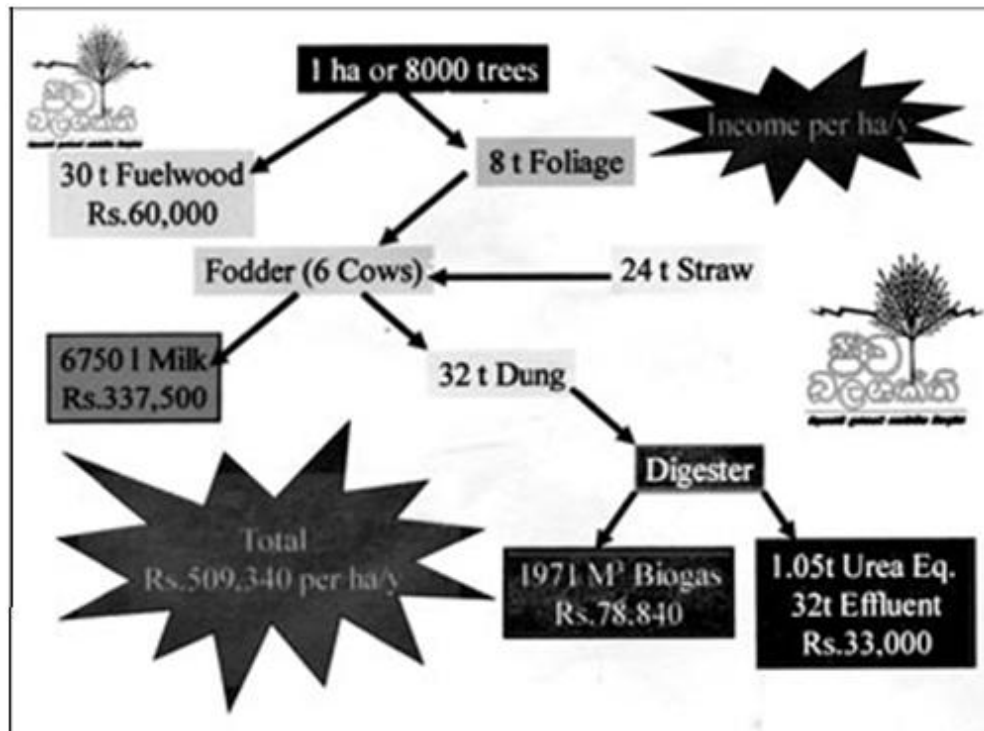 1 ha or 8000 trees
Income per ha/y
30 t Fuelwood
Rs.60,000
8 t Foliage
Fodder (6 Cows)
24 t Straw
6750 l Milk
Rs.337,500
32 t Dung
Digester
Total
Rs.509,340 per ha/y
1971 M³ Biogas
Rs.78,840
1.05t Urea Eq.
32t Effluent
Rs.33,000